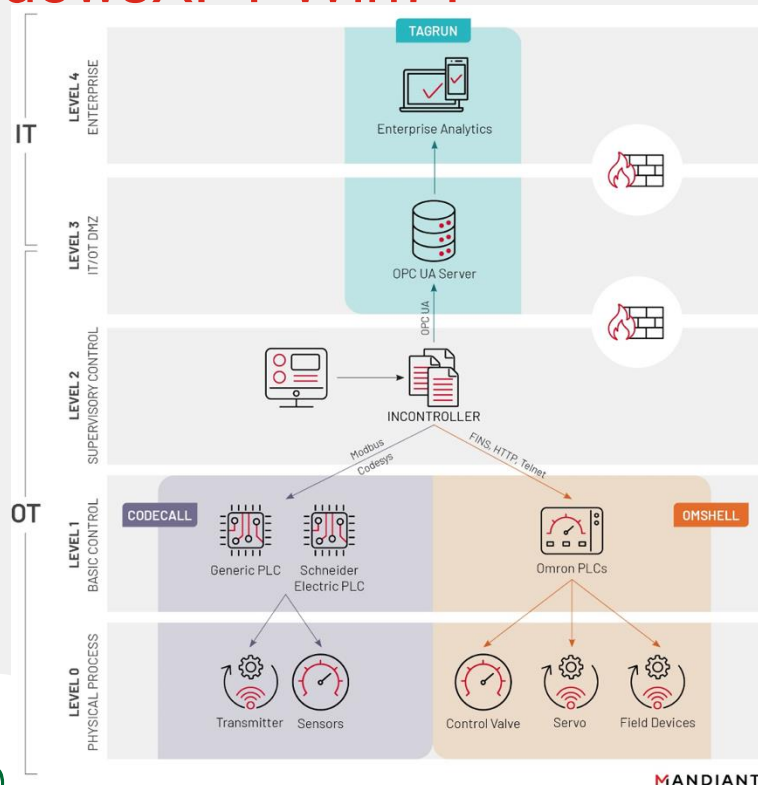 TAGRUN
LEVEL 4
ENTERPRISE
Enterprise Analytics
IT
LEVEL 3
IT/OT DMZ
OPC UA Server
OPC UA
LEVEL 2
SUPERVISORY CONTROL
INCONTROLLER
Modbus
Codesys
FINS, HTTP, Telnet
OT
LEVEL 1
BASIC CONTROL
CODECALL
OMSHELL
Generic PLC
Schneider
Electric PLC
Omron PLCs
LEVEL 0
PHYSICAL PROCESS
Transmitter
Sensors
Control Valve
Servo
Field Devices
MANDIANT